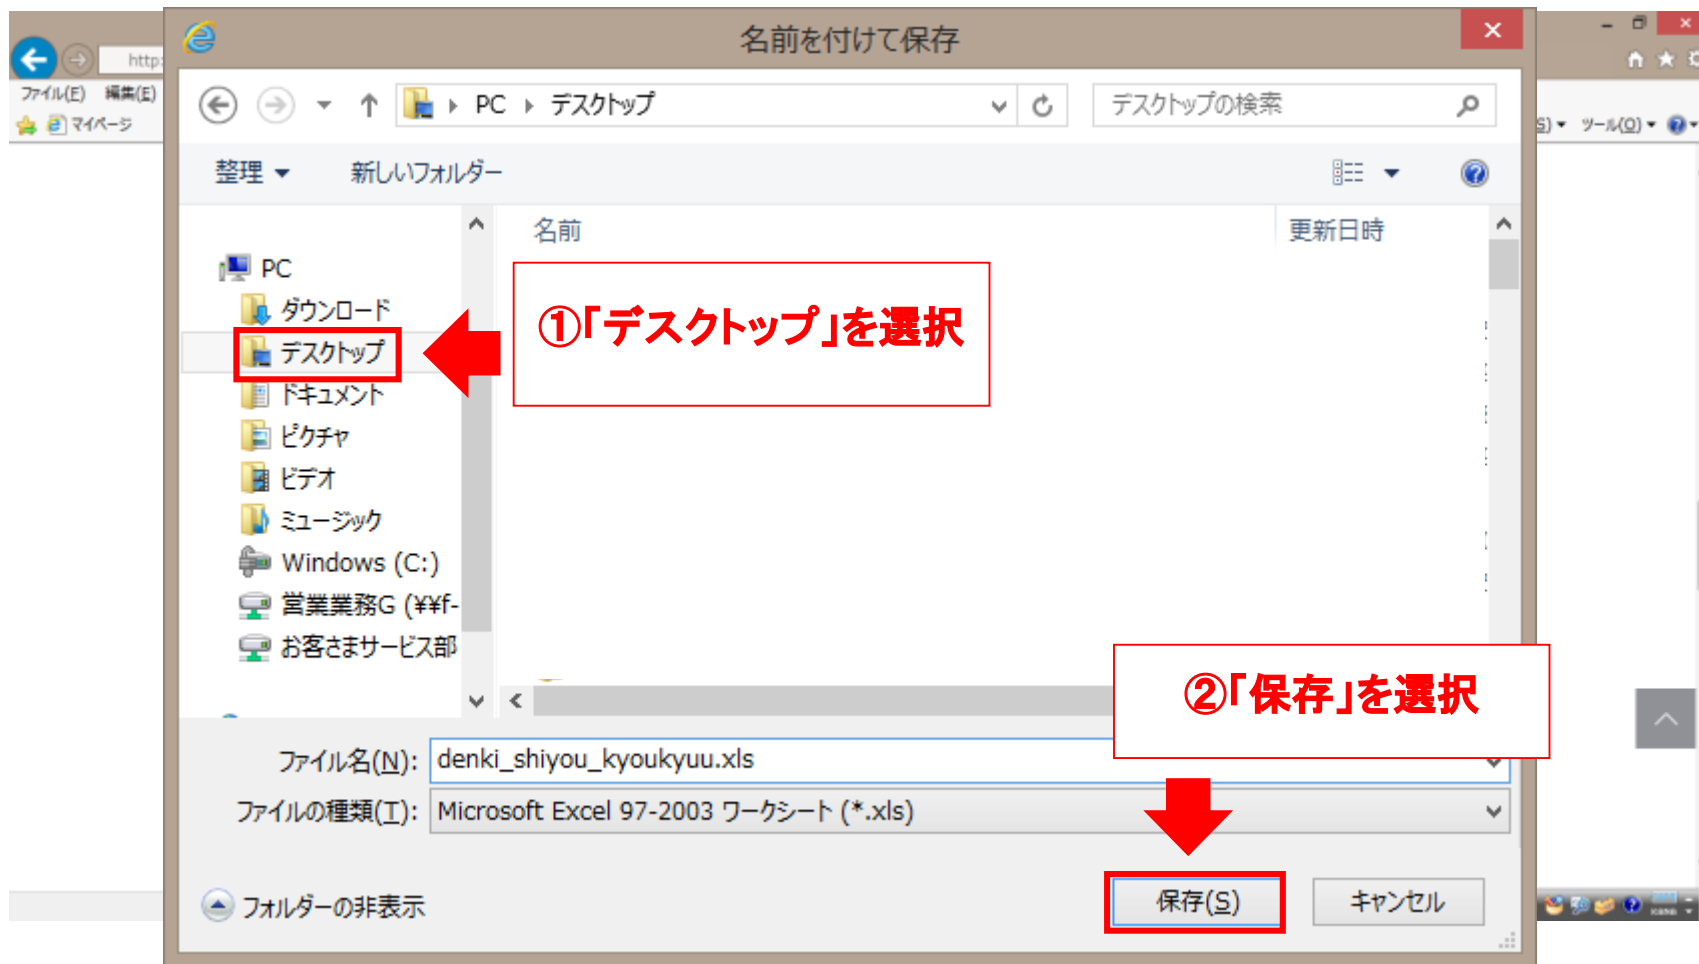 名前を付けて保存
http:
ファイル(E) 編集(E)
マイページ
PC デスクトップ
デスクトップの検索
S) ツール(O)
整理 新しいフォルダー
名前 更新日時
PC
ダウンロード
デスクトップ
ドキュメント
ピクチャ
ビデオ
ミュージック
Windows (C:)
営業業務G (¥¥f-
お客さまサービス部
①「デスクトップ」を選択
②「保存」を選択
ファイル名(N): denki_shiyou_kyoukyuu.xls
ファイルの種類(T): Microsoft Excel 97-2003 ワークシート (*.xls)
フォルダーの非表示
保存(S) キャンセル